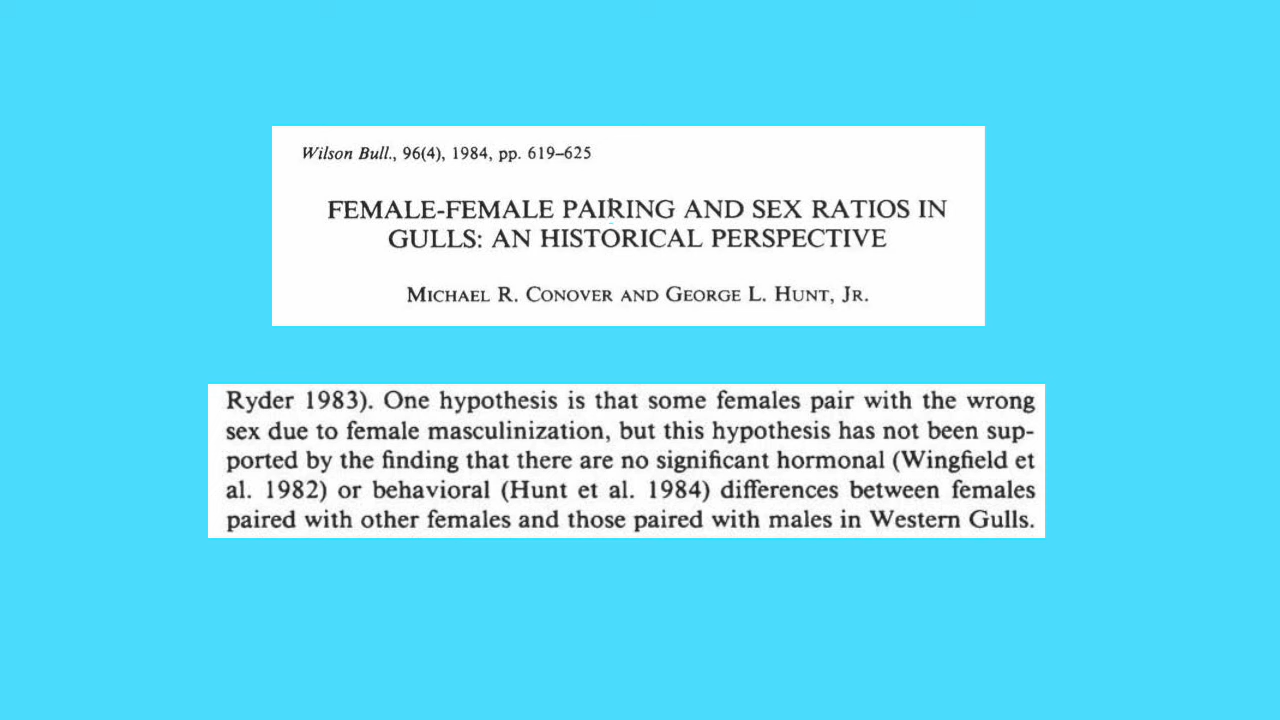 Wilson Bull., 96(4), 1984, pp. 619–625
FEMALE-FEMALE PAIRING AND SEX RATIOS IN
GULLS: AN HISTORICAL PERSPECTIVE
MICHAEL R. CONOVER AND GEORGE L. HUNT, JR.
Ryder 1983). One hypothesis is that some females pair with the wrong
sex due to female masculinization, but this hypothesis has not been sup-
ported by the finding that there are no significant hormonal (Wingfield et
al. 1982) or behavioral (Hunt et al. 1984) differences between females
paired with other females and those paired with males in Western Gulls.